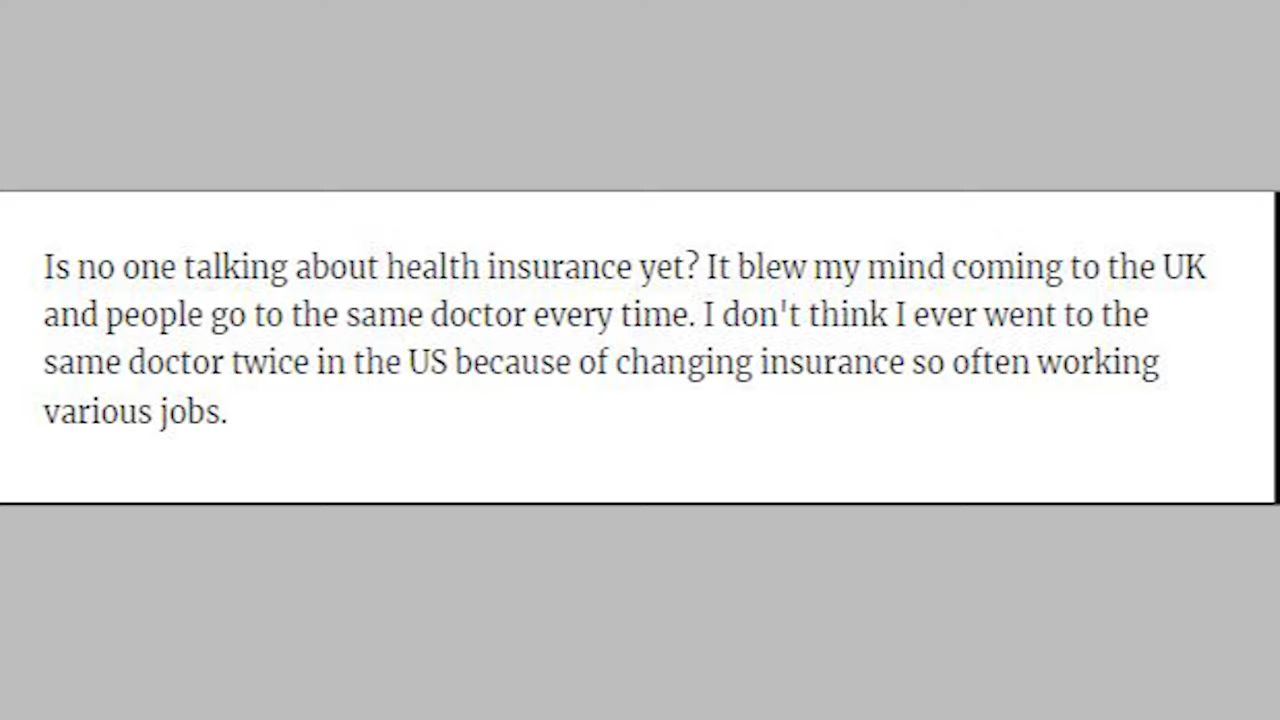 Is no one talking about health insurance yet? It blew my mind coming to the UK
and people go to the same doctor every time. I don't think I ever went to the
same doctor twice in the US because of changing insurance so often working
various jobs.